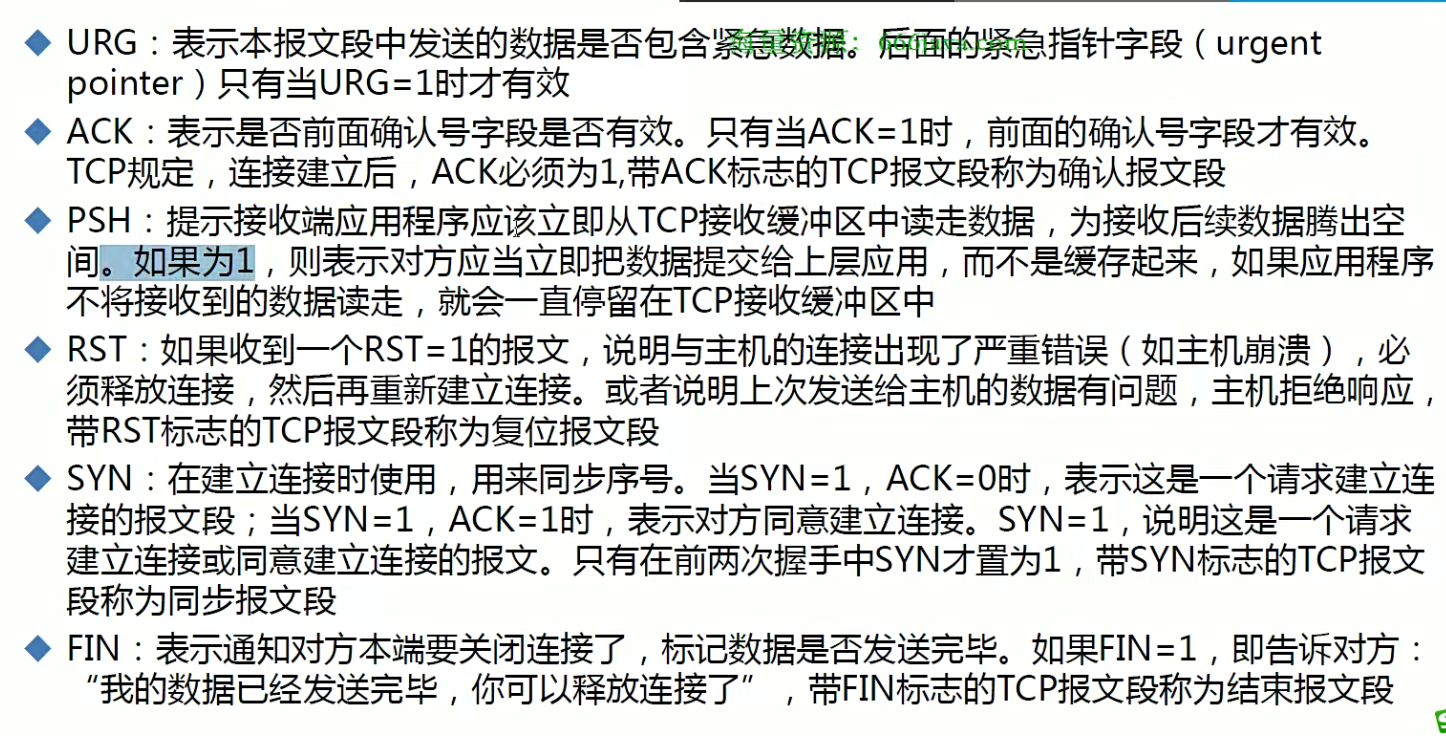 URG：表示本报文段中发送的数据是否包含紧急数据。后面的紧急指针字段（urgent
pointer）只有当URG=1时才有效
ACK：表示是否前面确认号字段是否有效。只有当ACK=1时，前面的确认号字段才有效。
TCP规定，连接建立后，ACK必须为1,带ACK标志的TCP报文段称为确认报文段
PSH：提示接收端应用程序应该立即从TCP接收缓冲区中读走数据，为接收后续数据腾出空
间。如果为1，则表示对方应当立即把数据提交给上层应用，而不是缓存起来，如果应用程序
不将接收到的数据读走，就会一直停留在TCP接收缓冲区中
RST：如果收到一个RST=1的报文，说明与主机的连接出现了严重错误（如主机崩溃），必
须释放连接，然后再重新建立连接。或者说明上次发送给主机的数据有问题，主机拒绝响应，
带RST标志的TCP报文段称为复位报文段
SYN：在建立连接时使用，用来同步序号。当SYN=1，ACK=0时，表示这是一个请求建立连
接的报文段；当SYN=1，ACK=1时，表示对方同意建立连接。SYN=1，说明这是一个请求
建立连接或同意建立连接的报文。只有在前两次握手中SYN才置为1，带SYN标志的TCP报文
段称为同步报文段
FIN：表示通知对方本端要关闭连接了，标记数据是否发送完毕。如果FIN=1，即告诉对方：
“我的数据已经发送完毕，你可以释放连接了”，带FIN标志的TCP报文段称为结束报文段
海量资源：666java.com